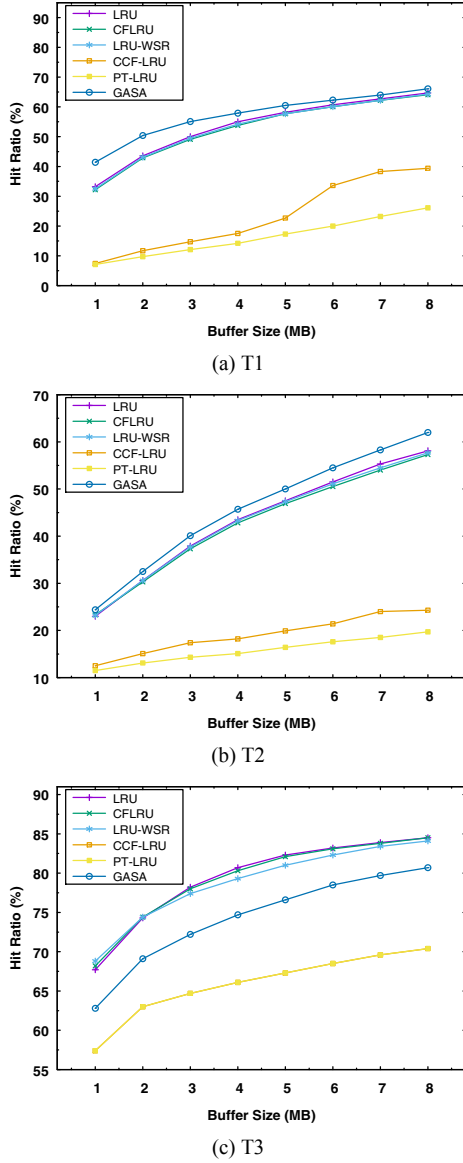 LRU
CFLRU
LRU-WSR
CCF-LRU
PT-LRU
GASA
90
80
70
60
50
40
30
20
10
0
Hit Ratio (%)
1 2 3 4 5 6 7 8
Buffer Size (MB)
(a) T1
LRU
CFLRU
LRU-WSR
CCF-LRU
PT-LRU
GASA
70
60
50
40
30
20
10
Hit Ratio (%)
1 2 3 4 5 6 7 8
Buffer Size (MB)
(b) T2
LRU
CFLRU
LRU-WSR
CCF-LRU
PT-LRU
GASA
90
85
80
75
70
65
60
55
Hit Ratio (%)
1 2 3 4 5 6 7 8
Buffer Size (MB)
(c) T3